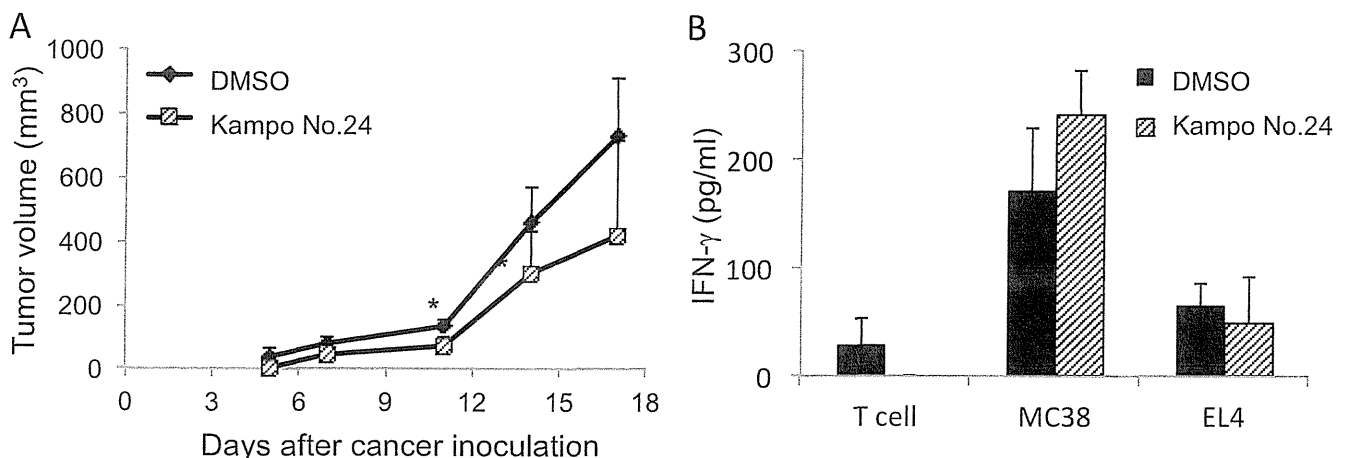 A
1000
800
600
400
200
0
Tumor volume (mm³)
DMSO
Kampo No.24
*
*
0 3 6 9 12 15 18
Days after cancer inoculation
B
300
200
100
0
IFN-γ (pg/ml)
DMSO
Kampo No.24
T cell MC38 EL4